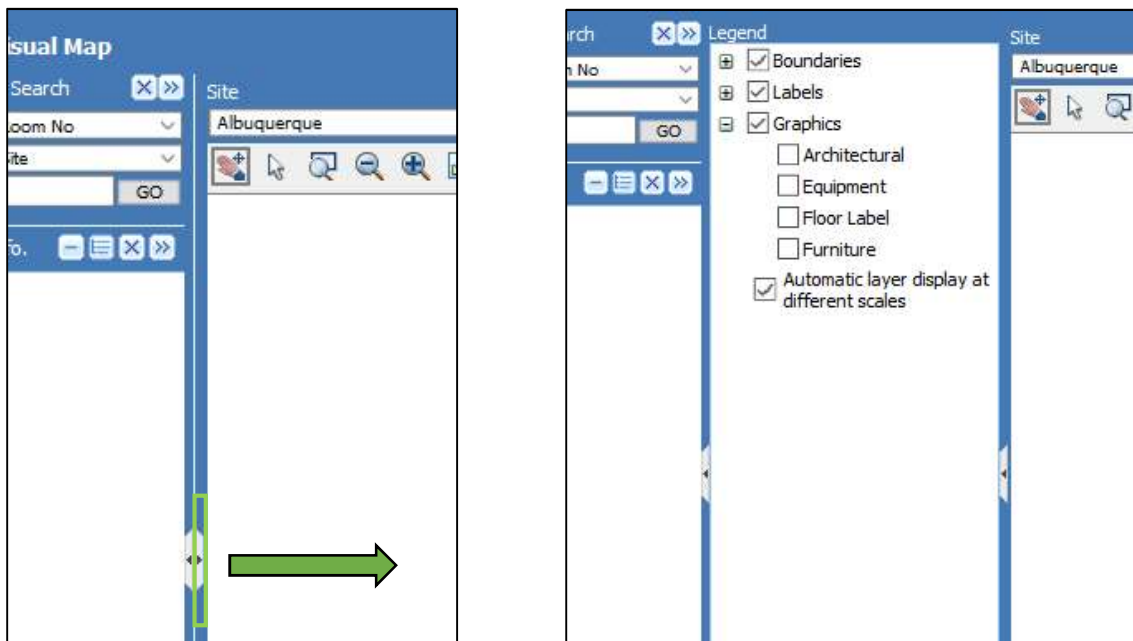 isual Map
Search
Site
oom No
Albuquerque
ite
GO
fo.
rch
Legend
Site
n No
Boundaries
Albuquerque
Labels
GO
Graphics
Architectural
Equipment
Floor Label
Furniture
Automatic layer display at
different scales